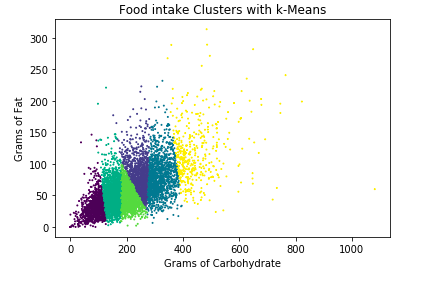 Food intake Clusters with k-Means
300
250
200
150
100
50
0
Grams of Fat
0 200 400 600 800 1000
Grams of Carbohydrate